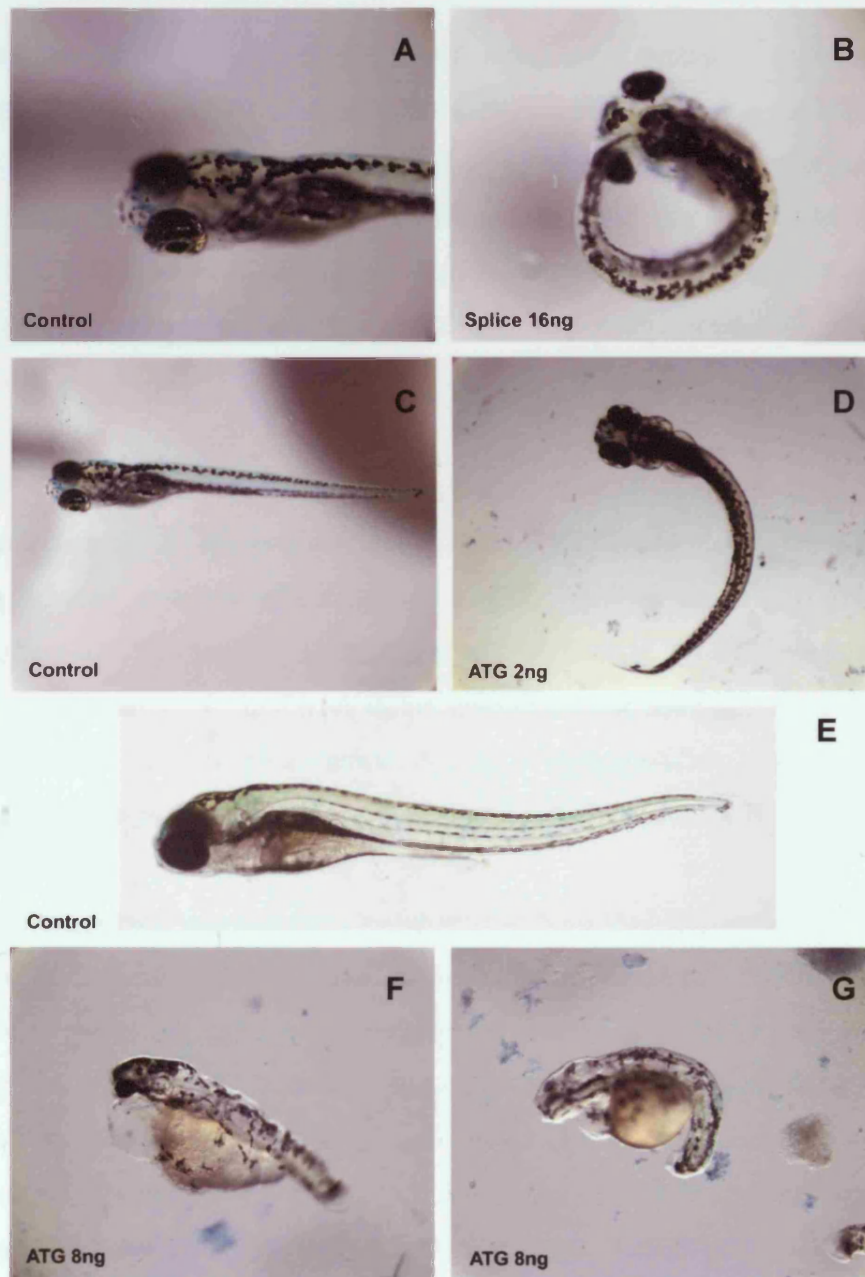 A
Control
B
Splice 16ng
C
Control
D
ATG 2ng
E
Control
F
ATG 8ng
G
ATG 8ng